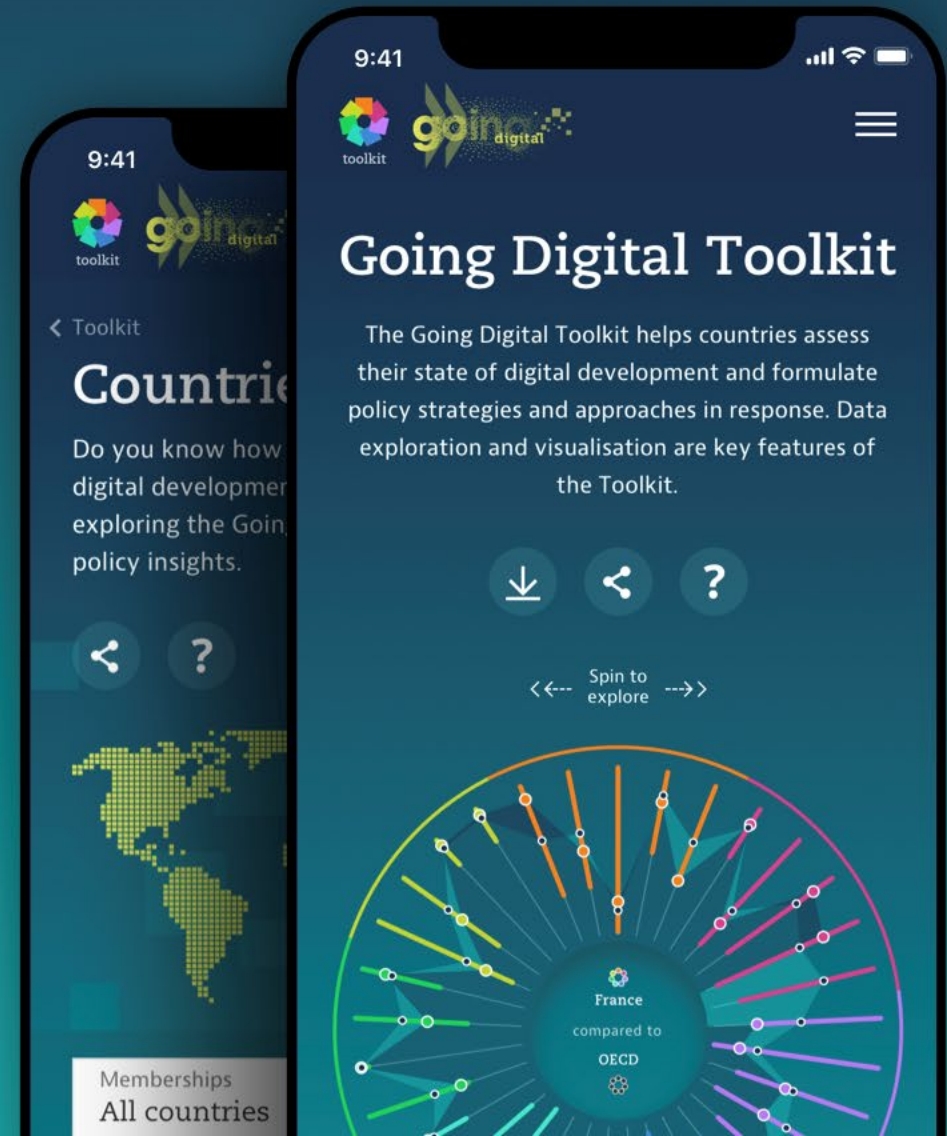 9:41
toolkit
going
digital
Toolkit
Countrie
Do you know how
digital developmen
exploring the Goin
policy insights.
Memberships
All countries
9:41
toolkit
going
digital
Going Digital Toolkit
The Going Digital Toolkit helps countries assess
their state of digital development and formulate
policy strategies and approaches in response. Data
exploration and visualisation are key features of
the Toolkit.
?
Spin to
explore
France
compared to
OECD